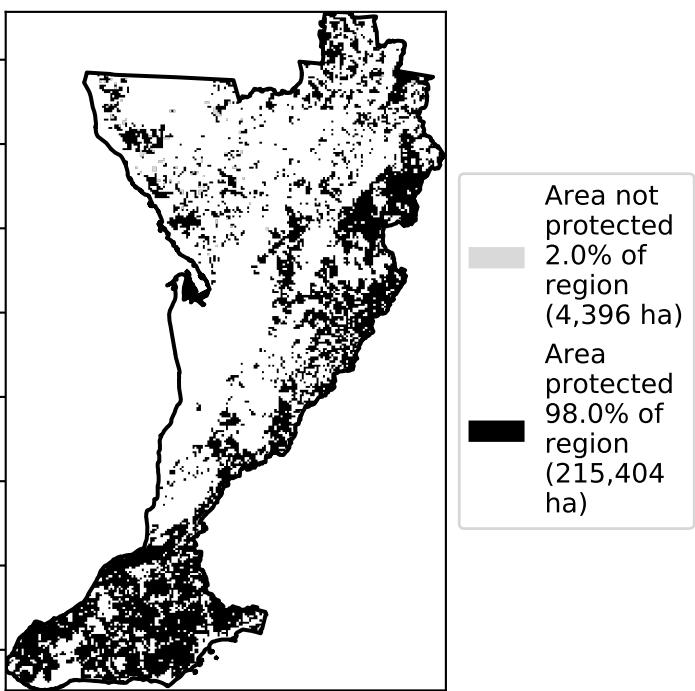 Area not
protected
2.0% of
region
(4,396 ha)
Area
protected
98.0% of
region
(215,404
ha)